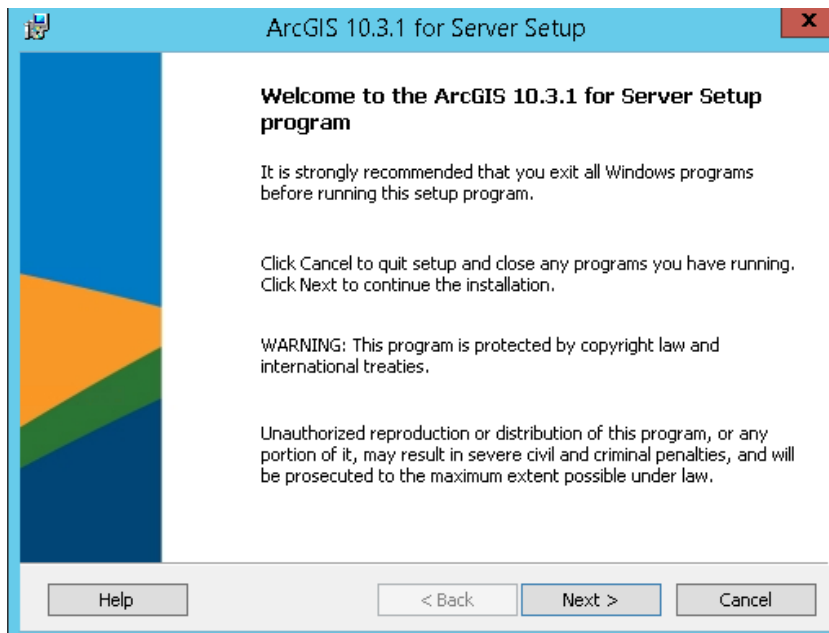 ArcGIS 10.3.1 for Server Setup
x
Welcome to the ArcGIS 10.3.1 for Server Setup
program
It is strongly recommended that you exit all Windows programs
before running this setup program.
Click Cancel to quit setup and close any programs you have running.
Click Next to continue the installation.
WARNING: This program is protected by copyright law and
international treaties.
Unauthorized reproduction or distribution of this program, or any
portion of it, may result in severe civil and criminal penalties, and will
be prosecuted to the maximum extent possible under law.
Help < Back Next > Cancel